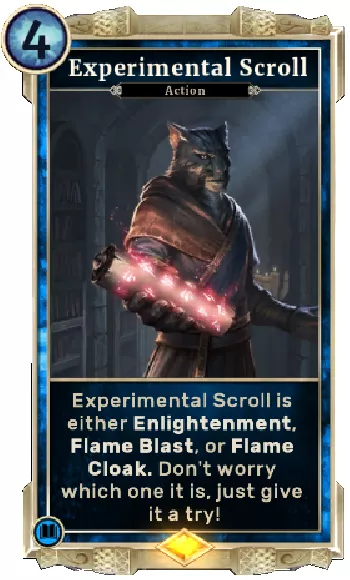 4
Experimental Scroll
Action
Experimental Scroll is
either Enlightenment,
Flame Blast, or Flame
Cloak. Don't worry
which one it is, just give
it a try!